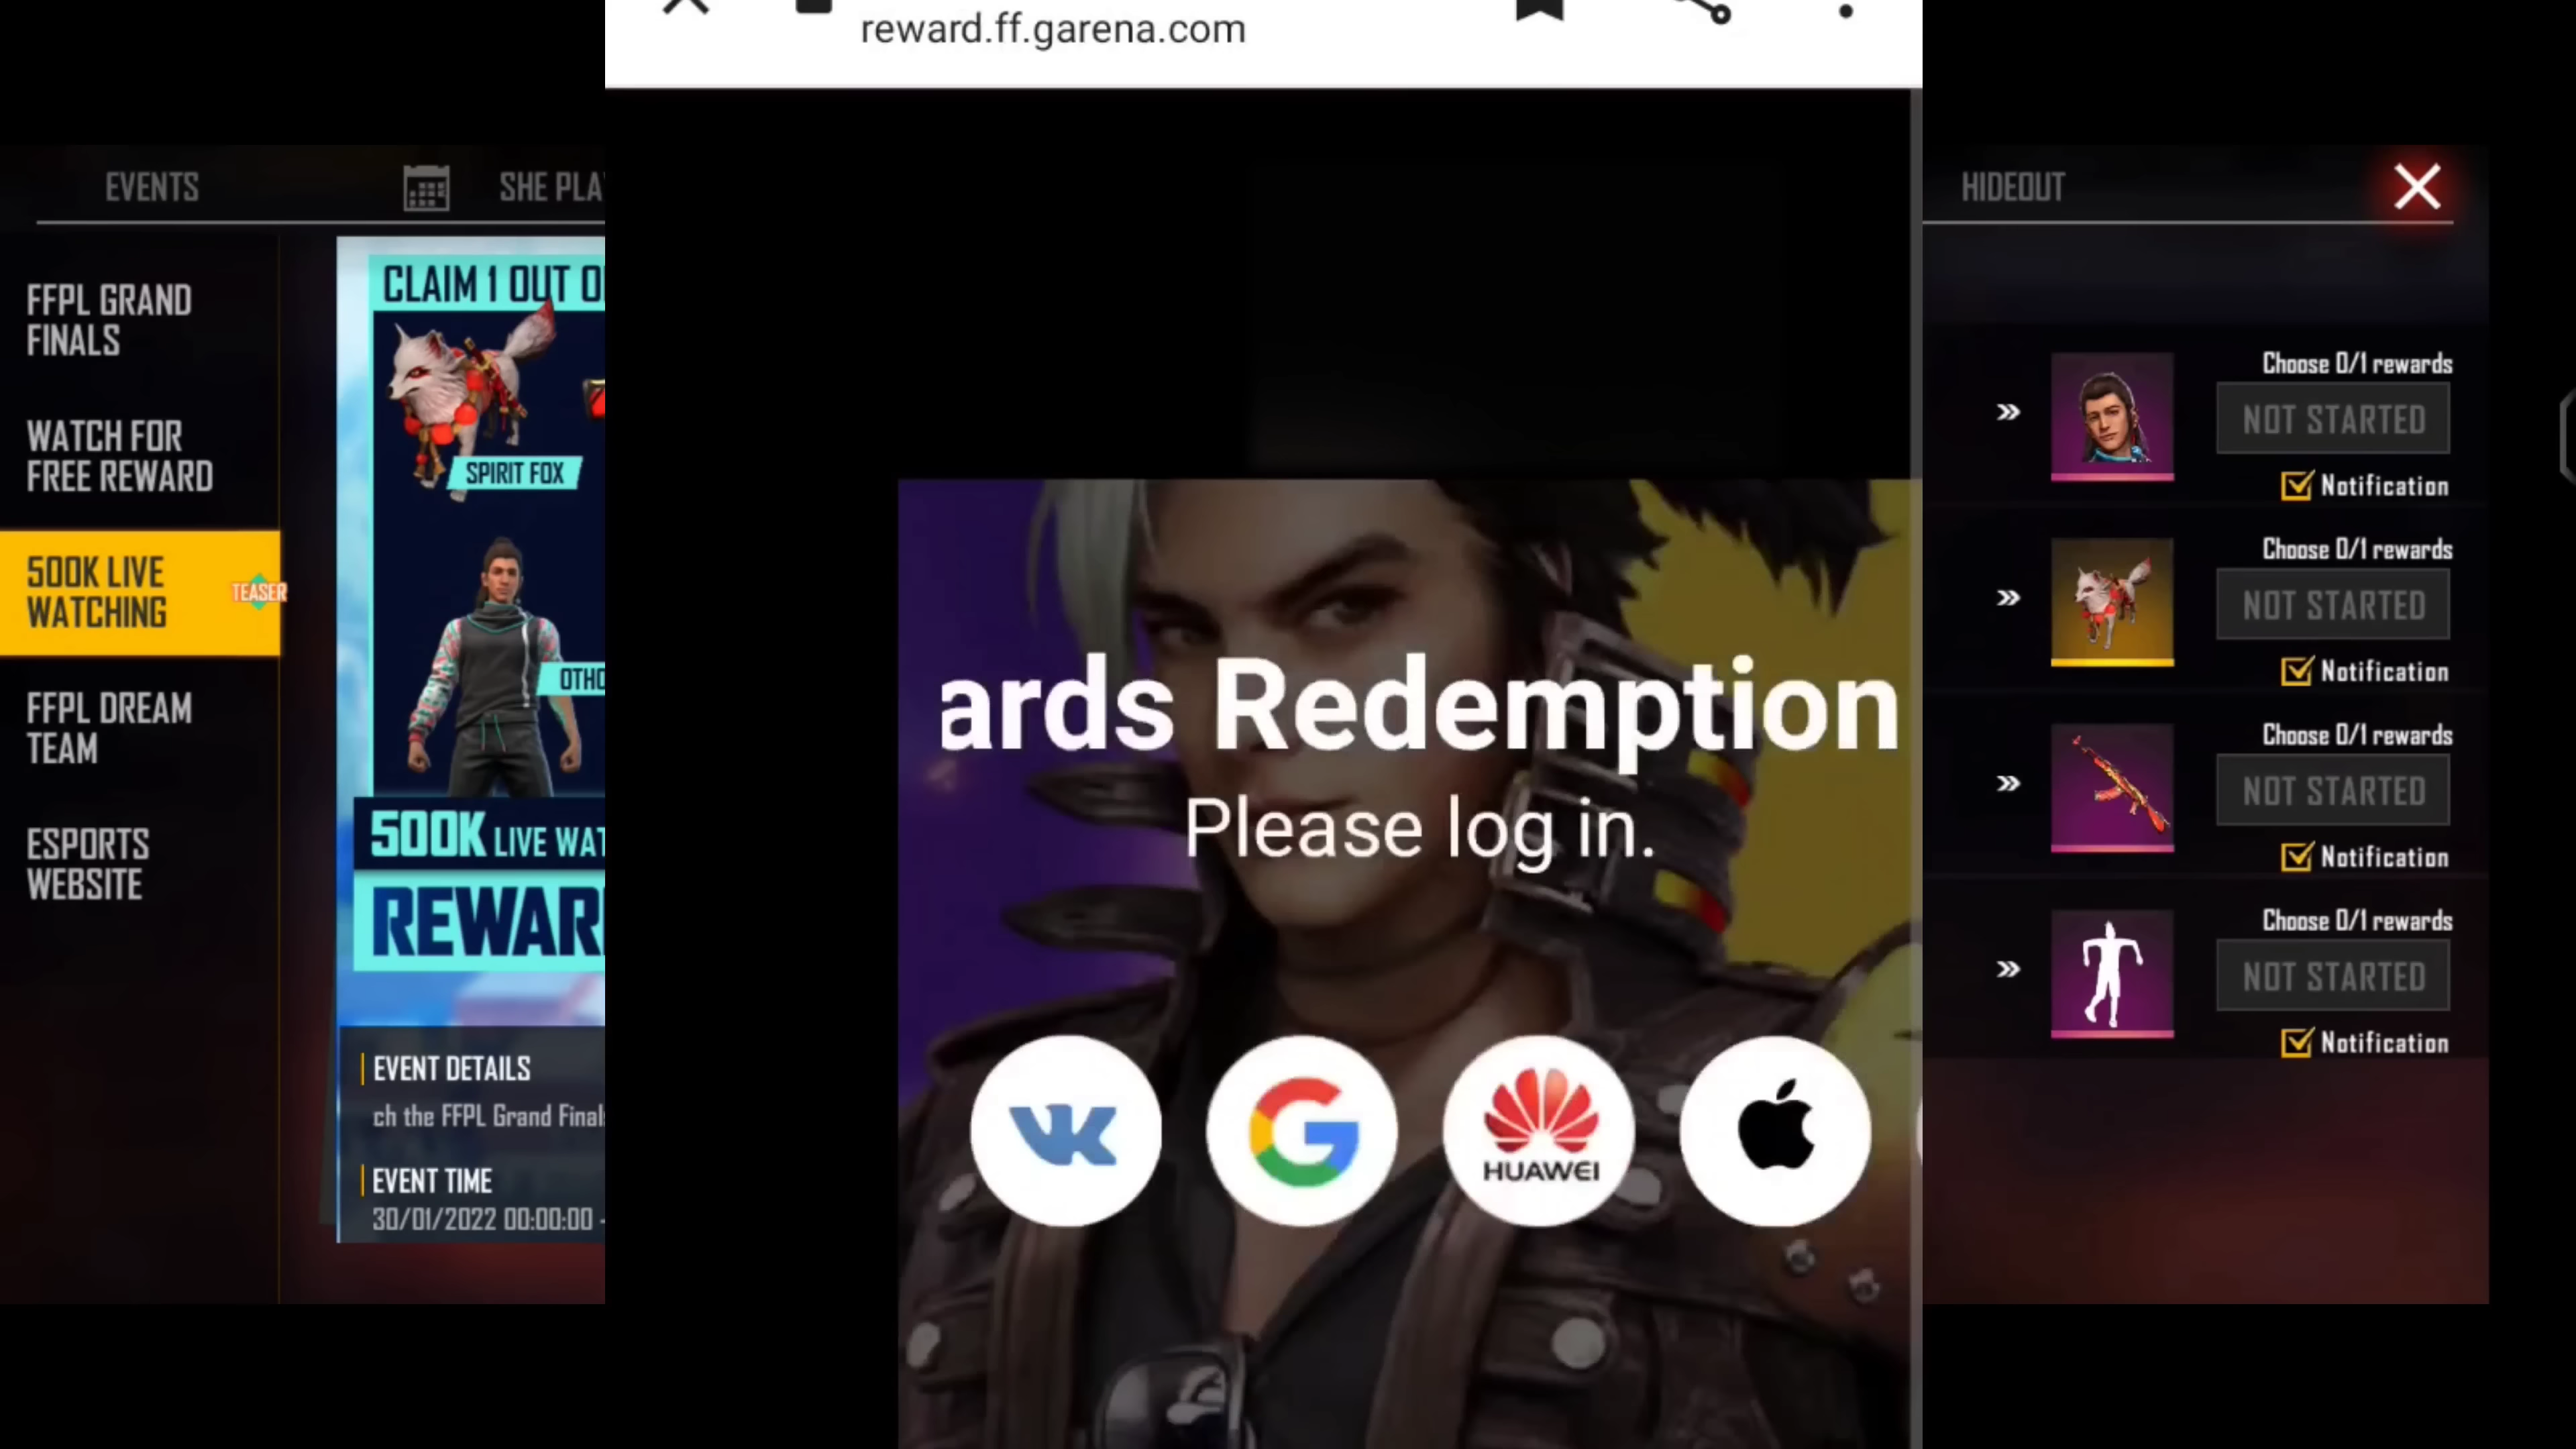 reward.ff.garena.com
EVENTS
SHE PLA
HIDEOUT
FFPL GRAND
FINALS
WATCH FOR
FREE REWARD
500K LIVE
WATCHING
TEASER
FFPL DREAM
TEAM
ESPORTS
WEBSITE
CLAIM 1 OUT O
SPIRIT FOX
OTHO
500K LIVE WAT
REWAR
EVENT DETAILS
ch the FFPL Grand Final
EVENT TIME
30/01/2022 00:00:00 -
ards Redemption
Please log in.
HUAWEI
Choose 0/1 rewards
NOT STARTED
Notification
Choose 0/1 rewards
NOT STARTED
Notification
Choose 0/1 rewards
NOT STARTED
Notification
Choose 0/1 rewards
NOT STARTED
Notification